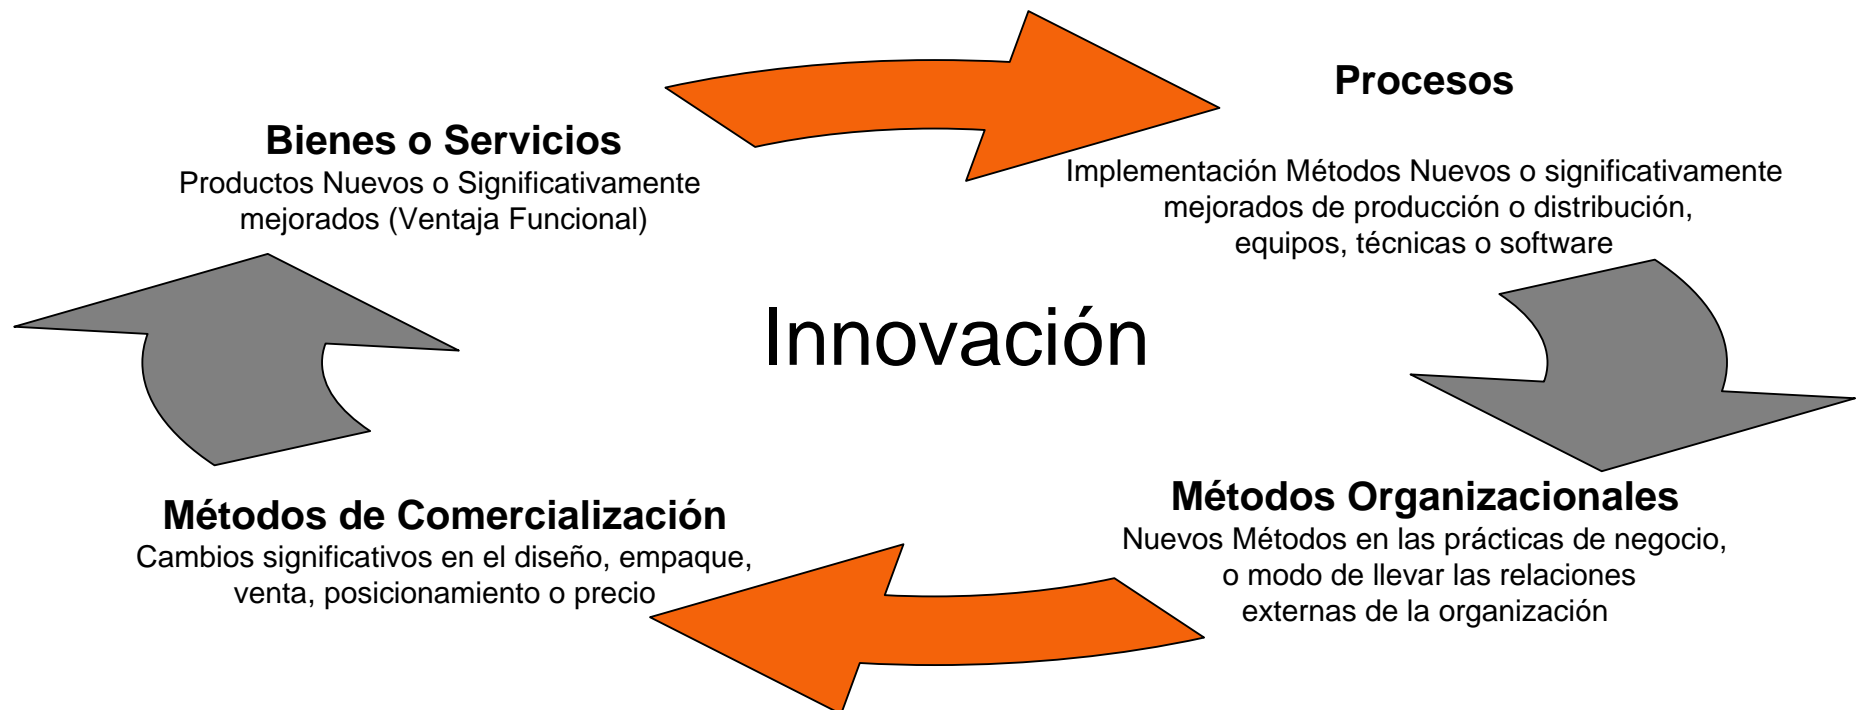 Bienes o Servicios
Productos Nuevos o Significativamente
mejorados (Ventaja Funcional)
Procesos
Implementación Métodos Nuevos o significativamente
mejorados de producción o distribución,
equipos, técnicas o software
Innovación
Métodos de Comercialización
Cambios significativos en el diseño, empaque,
venta, posicionamiento o precio
Métodos Organizacionales
Nuevos Métodos en las prácticas de negocio,
o modo de llevar las relaciones
externas de la organización